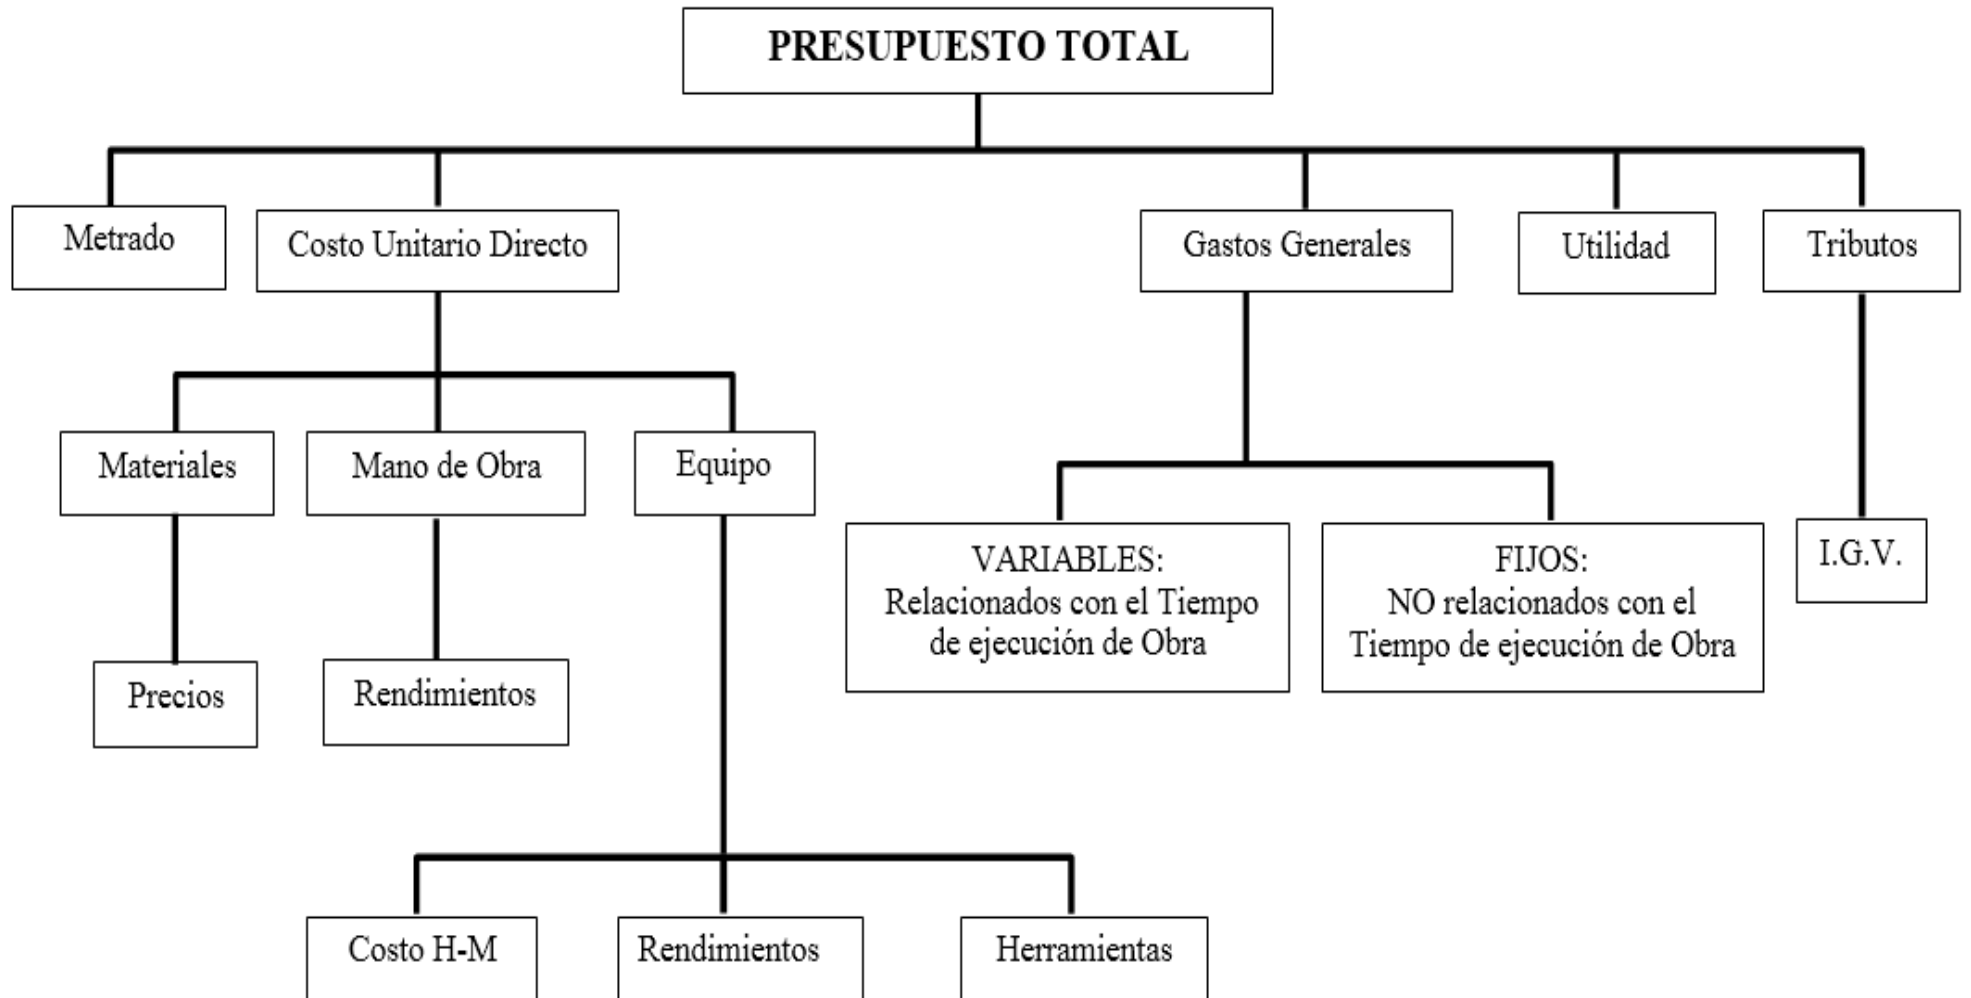 PRESUPUESTO TOTAL
Metrado
Costo Unitario Directo
Gastos Generales
Utilidad
Tributos
Materiales
Mano de Obra
Equipo
VARIABLES:
Relacionados con el Tiempo
de ejecución de Obra
FIJOS:
NO relacionados con el
Tiempo de ejecución de Obra
I.G.V.
Precios
Rendimientos
Costo H-M
Rendimientos
Herramientas